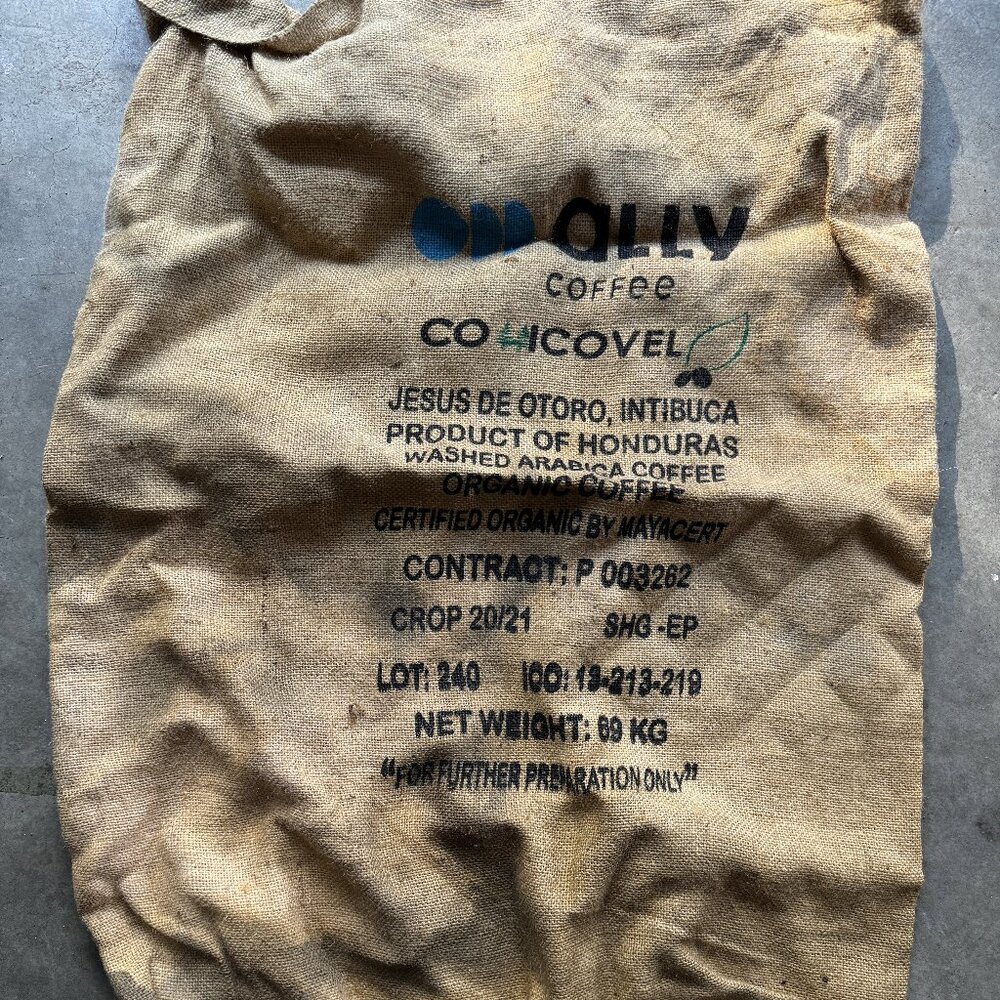 ally
coffee
COHICOVEL
JESUS DE OTORO, INTIBUCA
PRODUCT OF HONDURAS
WASHED ARABICA COFFEE
ORGANIC COFFEE
CERTIFIED ORGANIC BY MAYACERT
CONTRACT: P 003262
CROP 20/21 SHG -EP
LOT: 240 ICO: 13-213-219
NET WEIGHT: 69 KG
“FOR FURTHER PREPARATION ONLY”